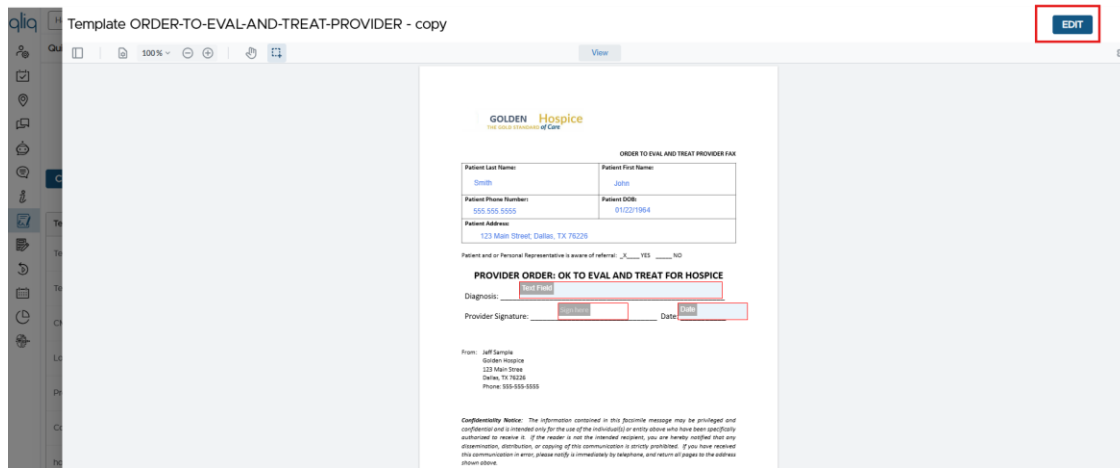 qliq
Template ORDER-TO-EVAL-AND-TREAT-PROVIDER - copy
EDIT
Qu
100%
View
GOLDEN Hospice
THE GOLD STANDARD of Care
ORDER TO EVAL AND TREAT PROVIDER FAX
Patient Last Name: Patient First Name:
Smith John
Patient Phone Number: Patient DOB:
555.555.5555 01/22/1964
Patient Address:
123 Main Street, Dallas, TX 76226
Patient and/or Personal Representative is aware of referral: _X___ YES _____ NO
PROVIDER ORDER: OK TO EVAL AND TREAT FOR HOSPICE
Text Field
Diagnosis:
Sign here Date
Provider Signature: Date:
From: Jeff Sample
Golden Hospice
123 Main Stree
Dallas, TX 76226
Phone: 555-555-5555
Confidentiality Notice: The information contained in this facsimile message may be privileged and
confidential and is intended only for the use of the individual(s) or entity above who have been specifically
authorized to receive it. If the reader is not the intended recipient, you are hereby notified that any
dissemination, distribution, or copying of this communication is strictly prohibited. If you have received
this communication in error, please notify is immediately by telephone, and return all pages to the address
shown above.